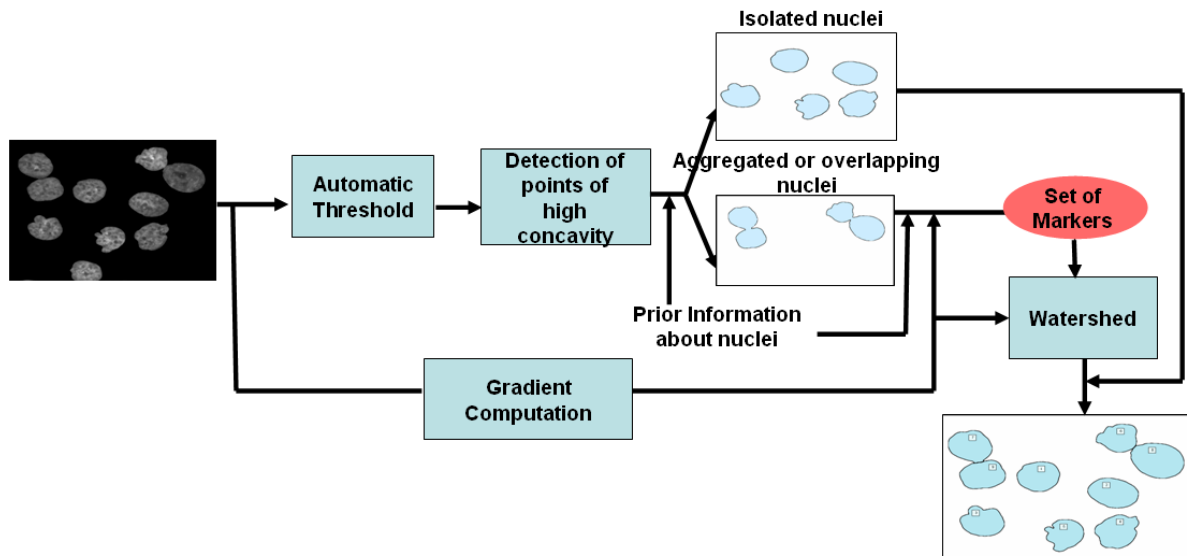 Isolated nuclei
Automatic
Threshold
Detection of
points of
high
concavity
Aggregated or overlapping
nuclei
Set of
Markers
Prior Information
about nuclei
Watershed
Gradient
Computation